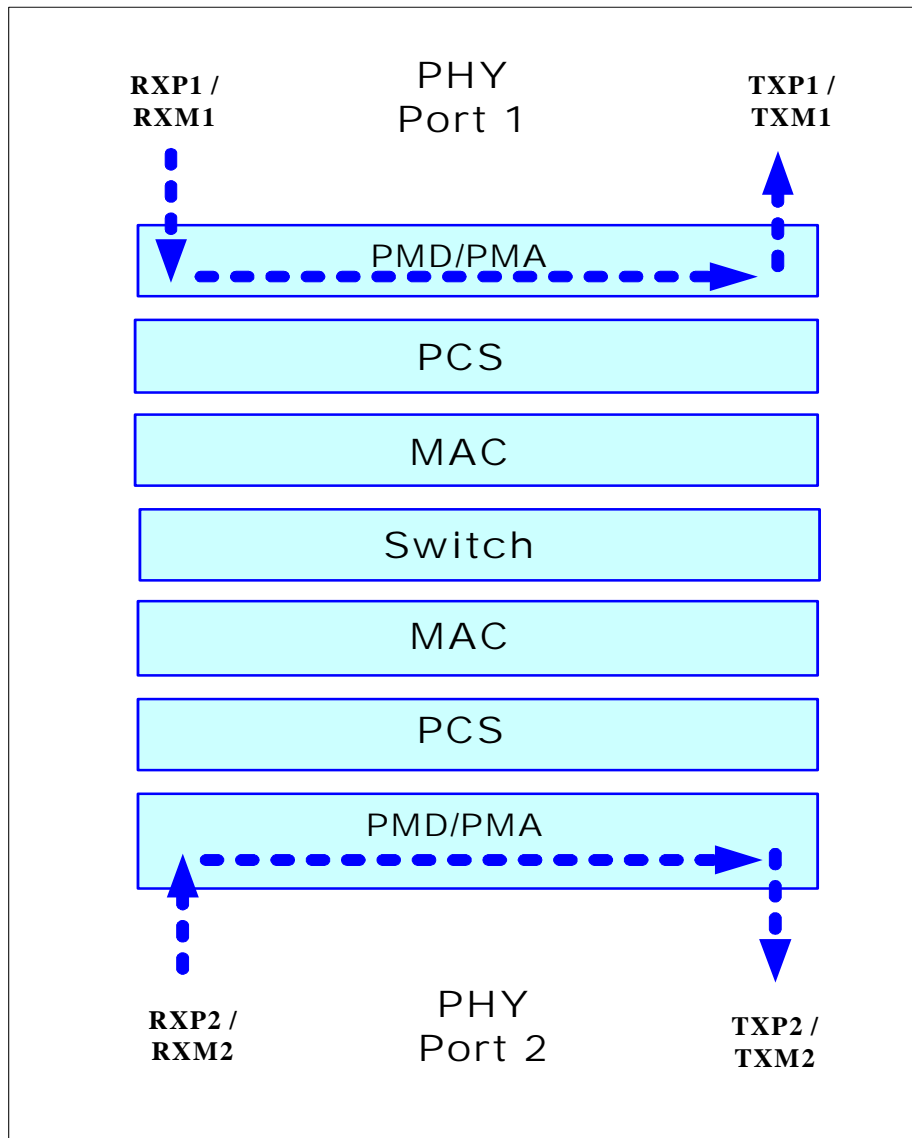 RXP1 /
RXM1
PHY
Port 1
TXP1 /
TXM1
PMD/PMA
PCS
MAC
Switch
MAC
PCS
PMD/PMA
RXP2 /
RXM2
PHY
Port 2
TXP2 /
TXM2